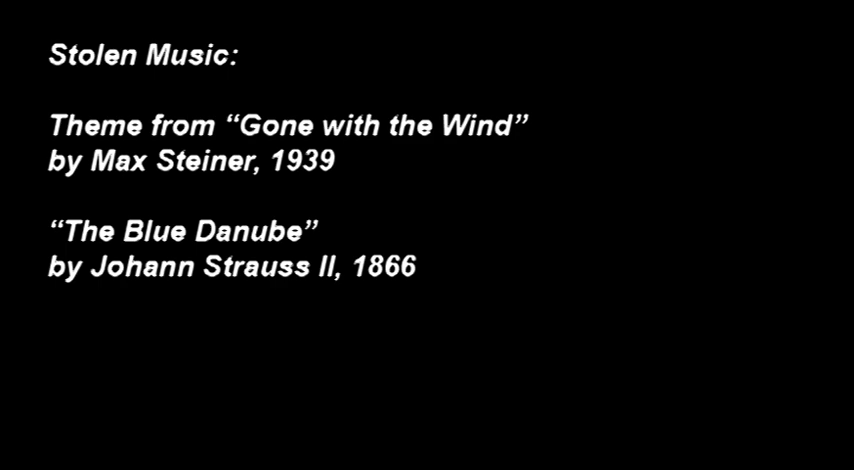 Stolen Music:
Theme from “Gone with the Wind”
by Max Steiner, 1939
“The Blue Danube”
by Johann Strauss II, 1866